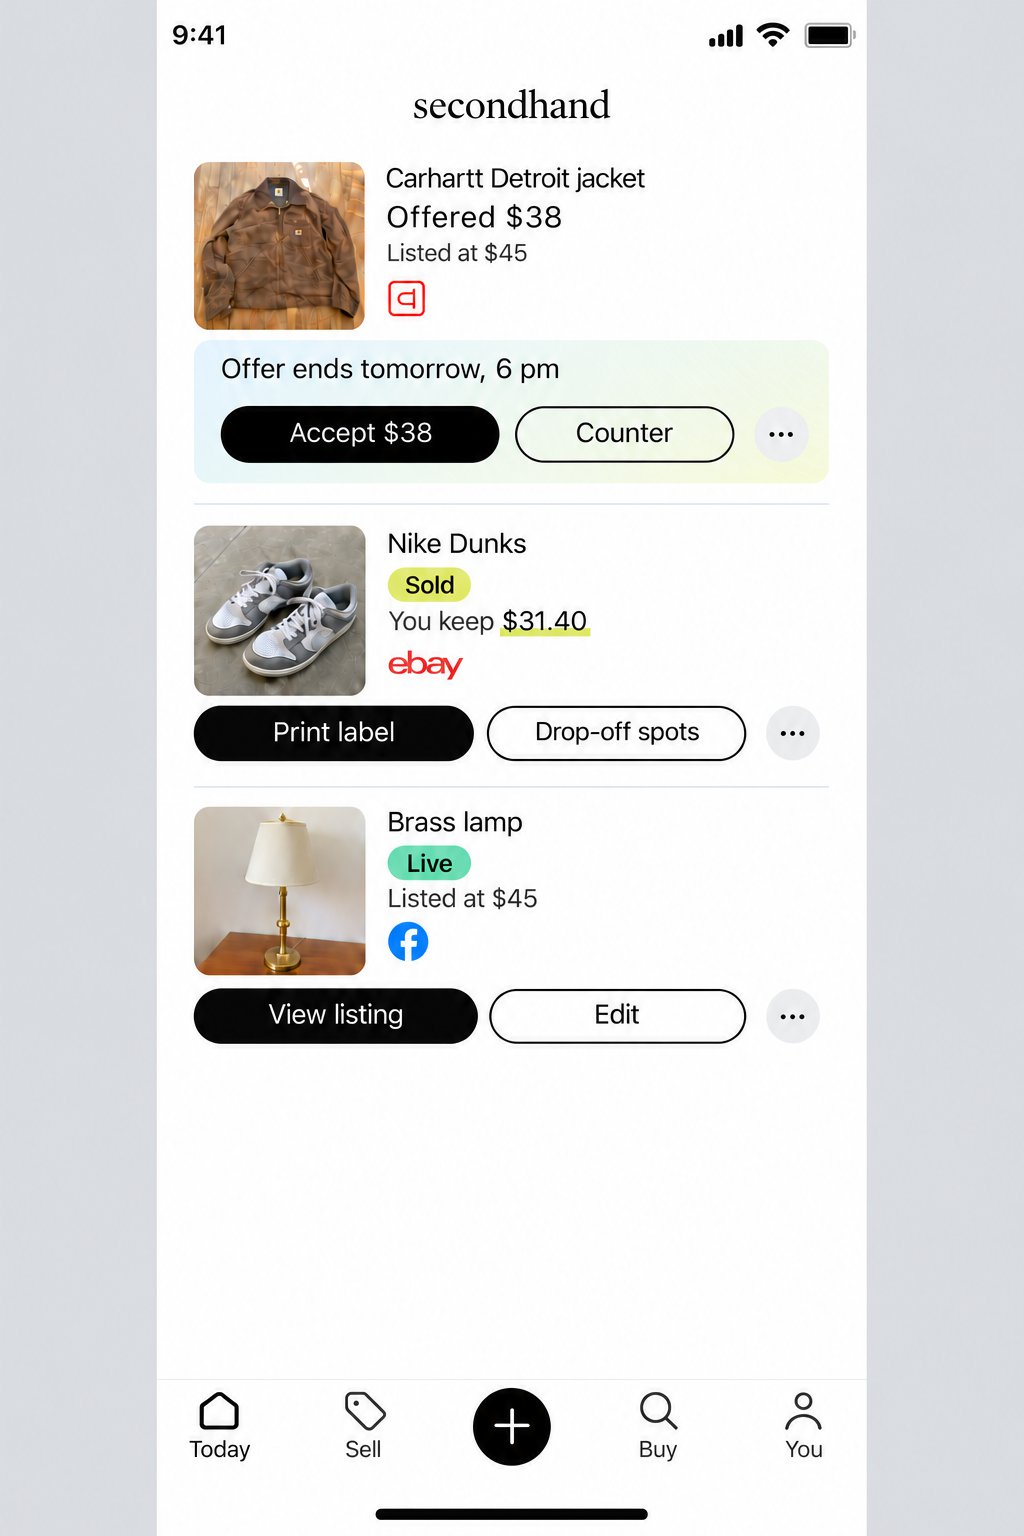 9:41
secondhand
Carhartt Detroit jacket
Offered $38
Listed at $45
Offer ends tomorrow, 6 pm
Accept $38
Counter
Nike Dunks
Sold
You keep $31.40
ebay
Print label
Drop-off spots
Brass lamp
Live
Listed at $45
View listing
Edit
Today
Sell
Buy
You